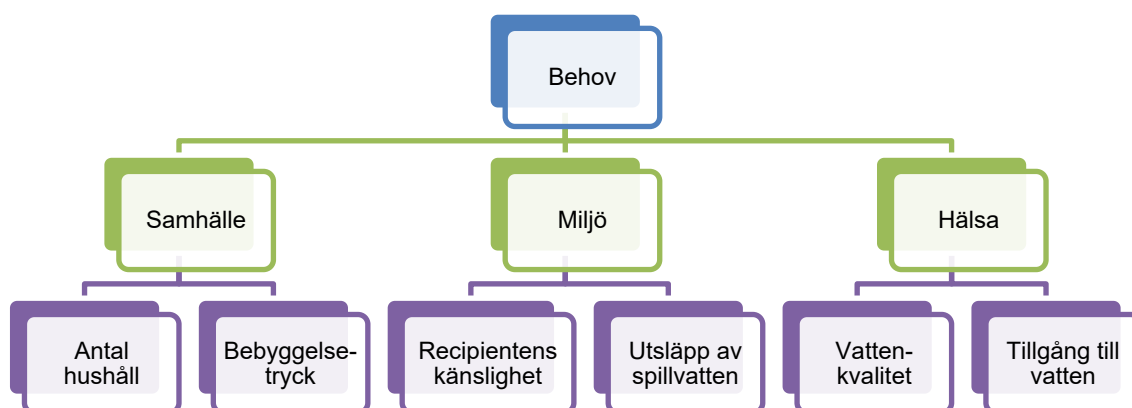 Behov
Samhälle
Miljö
Hälsa
Antal
hushåll
Bebyggelse-
tryck
Recipientens
känslighet
Utsläpp av
spillvatten
Vatten-
kvalitet
Tillgång till
vatten